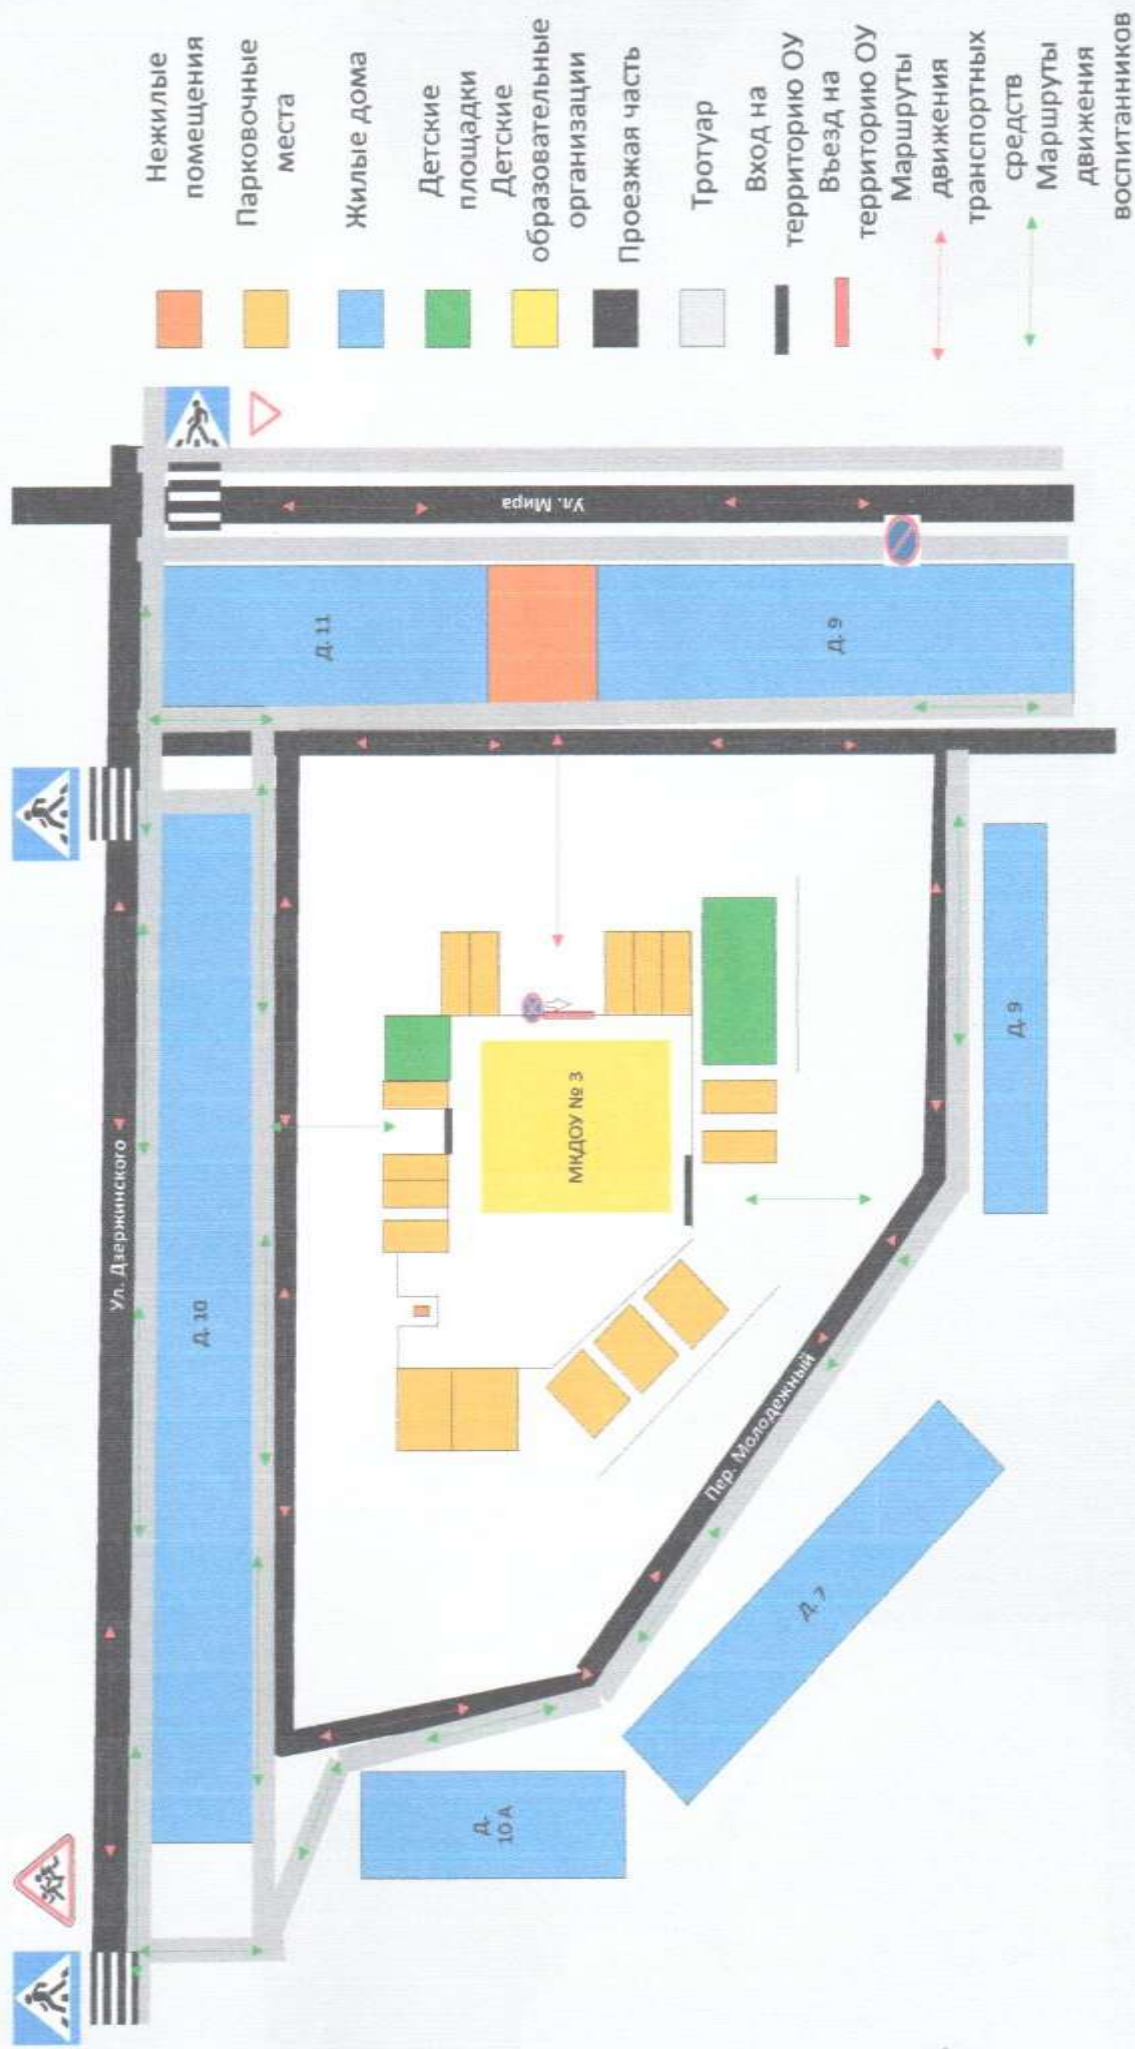 Ул. Дзержинского
Д. 10
Д. 11
Ул. Мира
Д. 9
МКДОУ № 3
Пер. Молодежный
Д. 9
Д. 7
Д.
10 А
Нежилые
помещения
Парковочные
места
Жилые дома
Детские
площадки
Детские
образовательные
организации
Проезжая часть
Тротуар
Вход на
территорию ОУ
Въезд на
территорию ОУ
Маршруты
движения
транспортных
средств
Маршруты
движения
воспитанников